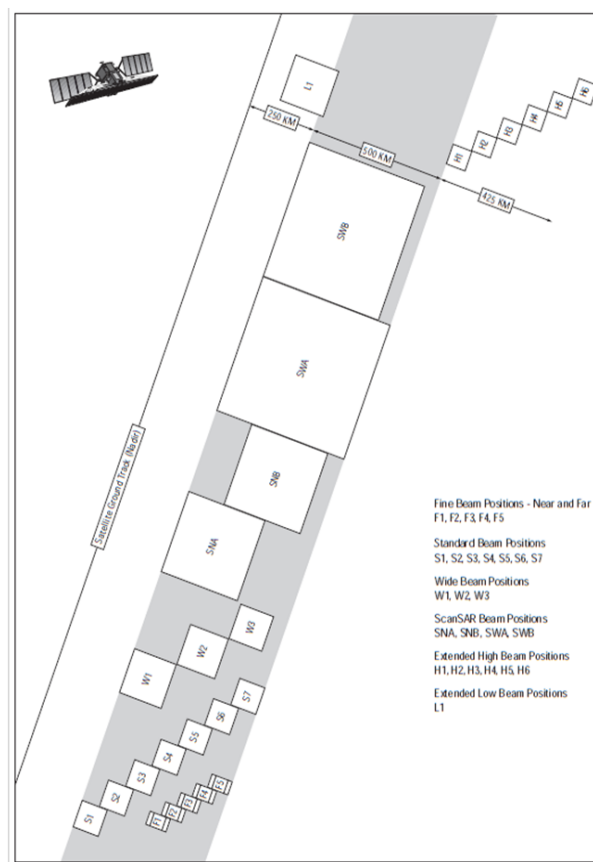 L1
250 KM
500 KM
425 KM
H1
H2
H3
H4
H5
H6
SWB
SWA
SNB
SNA
Satellite Ground Track (Nadir)
W1
W2
W3
S1
S2
S3
S4
S5
S6
S7
F1
F2
F3
F4
F5
Fine Beam Positions - Near and Far
F1, F2, F3, F4, F5
Standard Beam Positions
S1, S2, S3, S4, S5, S6, S7
Wide Beam Positions
W1, W2, W3
ScanSAR Beam Positions
SNA, SNB, SWA, SWB
Extended High Beam Positions
H1, H2, H3, H4, H5, H6
Extended Low Beam Positions
L1